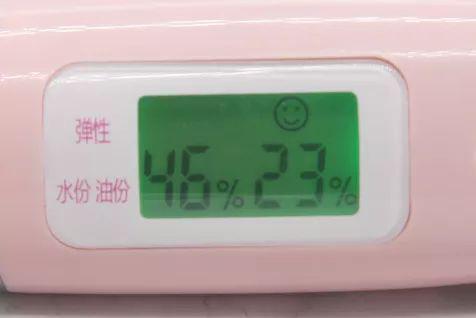 弹性
水份 油份
46% 23%